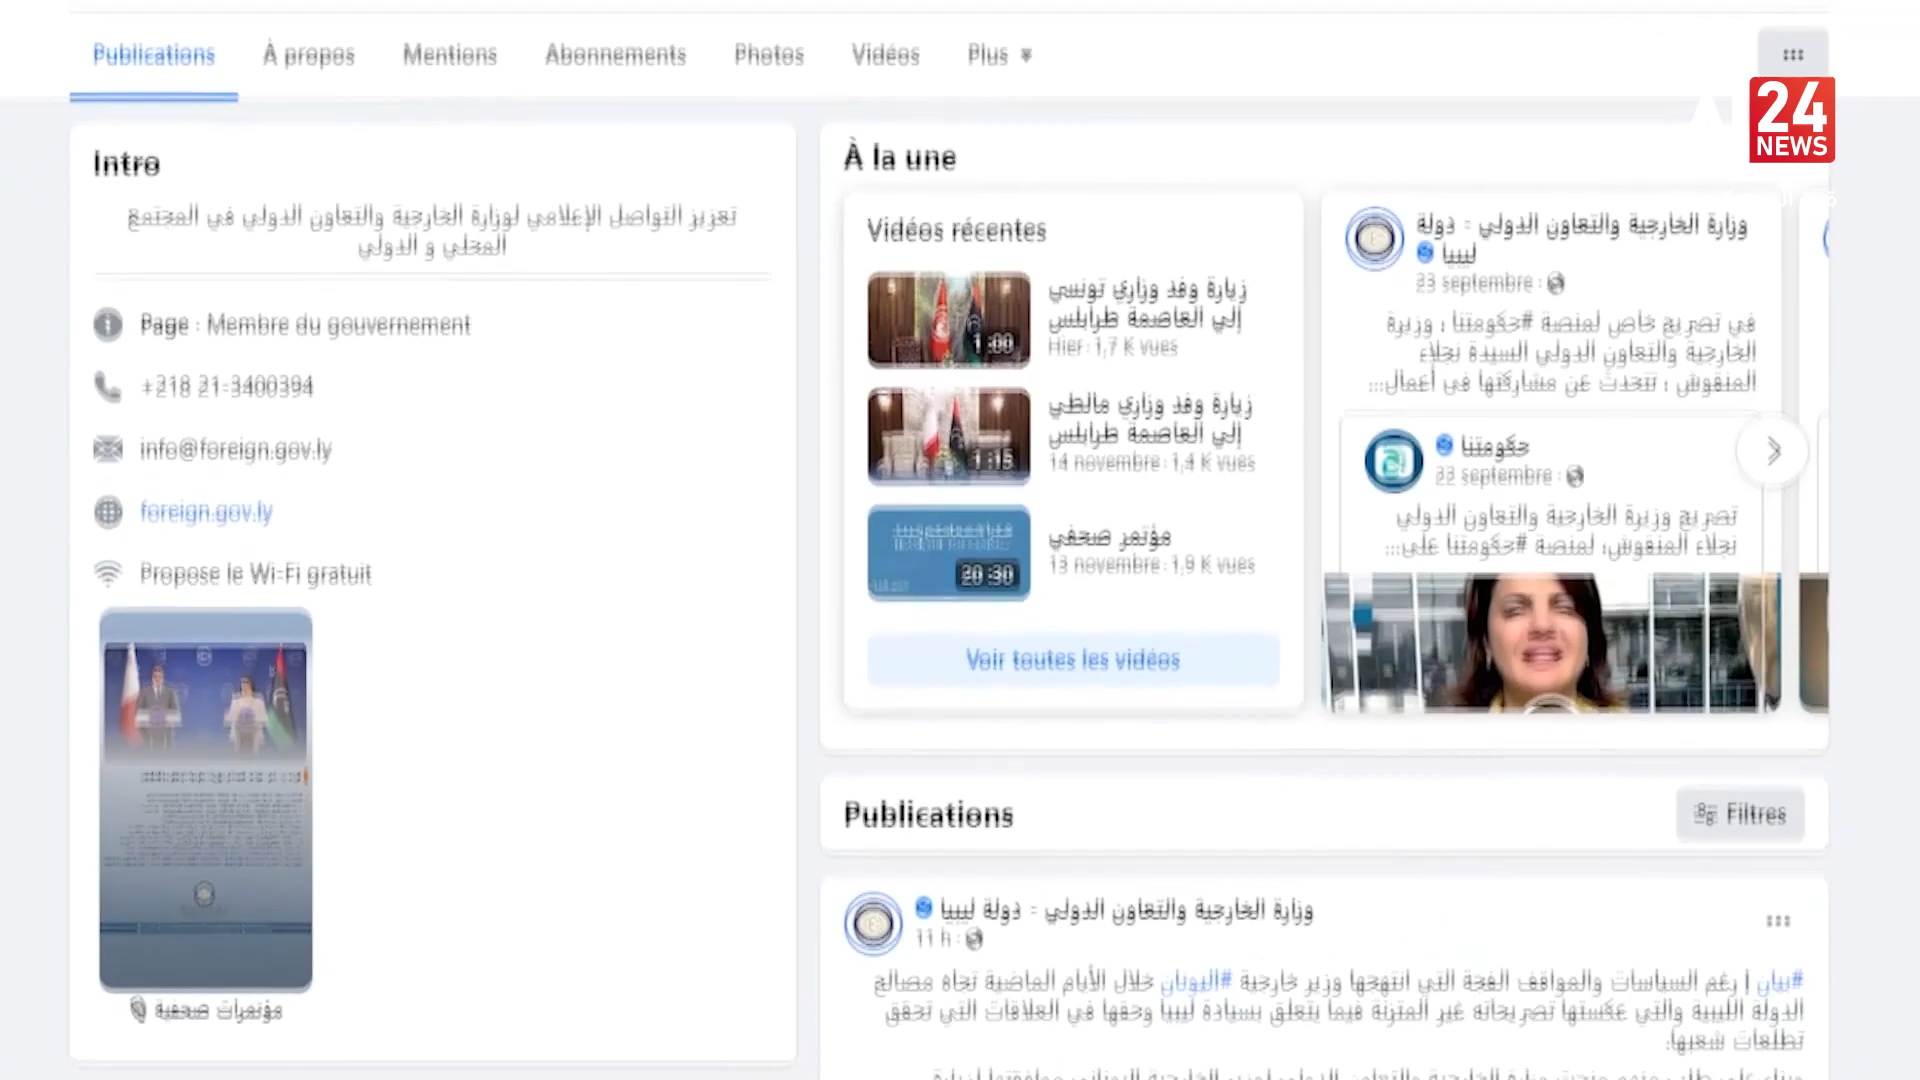 Publications
À propos
Mentions
Abonnements
Photos
Vidéos
Plus
24
NEWS
Intro
تعزيز التواصل الإعلامي لوزارة الخارجية والتعاون الدولي في المجتمع
المحلي و الدولي
Page : Membre du gouvernement
+218 21-3400394
info@foreign.gov.ly
foreign.gov.ly
Propose le Wi-Fi gratuit
مؤتمرات صحفية
À la une
Vidéos récentes
زيارة وفد وزاري تونسي
إلي العاصمة طرابلس
Hier · 1,7 K vues
1:00
زيارة وفد وزاري مالطي
إلي العاصمة طرابلس
14 novembre · 1,4 K vues
1:15
مؤتمر صحفي
13 novembre · 1,9 K vues
20:30
Voir toutes les vidéos
وزارة الخارجية والتعاون الدولي - دولة
ليبيا
23 septembre ·
في تصريح خاص لمنصة #حكومتنا ، وزيرة
الخارجية والتعاون الدولي السيدة نجلاء
المنقوش ، تتحدث عن مشاركتها في أعمال...
حكومتنا
22 septembre ·
تصريح وزيرة الخارجية والتعاون الدولي
نجلاء المنقوش، لمنصة #حكومتنا على...
Publications
Filtres
وزارة الخارجية والتعاون الدولي - دولة ليبيا
11 h ·
#بيان | رغم السياسات والمواقف الفجة التي انتهجها وزير خارجية #اليونان خلال الأيام الماضية تجاه مصالح
الدولة الليبية والتي عكستها تصريحاته غير المتزنة فيما يتعلق بسيادة ليبيا وحقها في العلاقات التي تحقق
تطلعات شعبها.